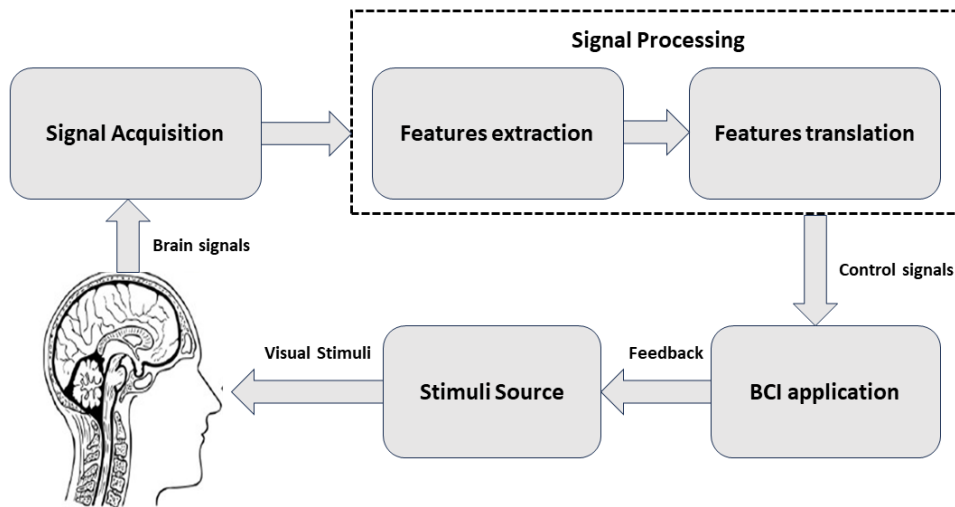 Signal Processing
Signal Acquisition
Features extraction
Features translation
Brain signals
Control signals
Visual Stimuli
Feedback
Stimuli Source
BCI application